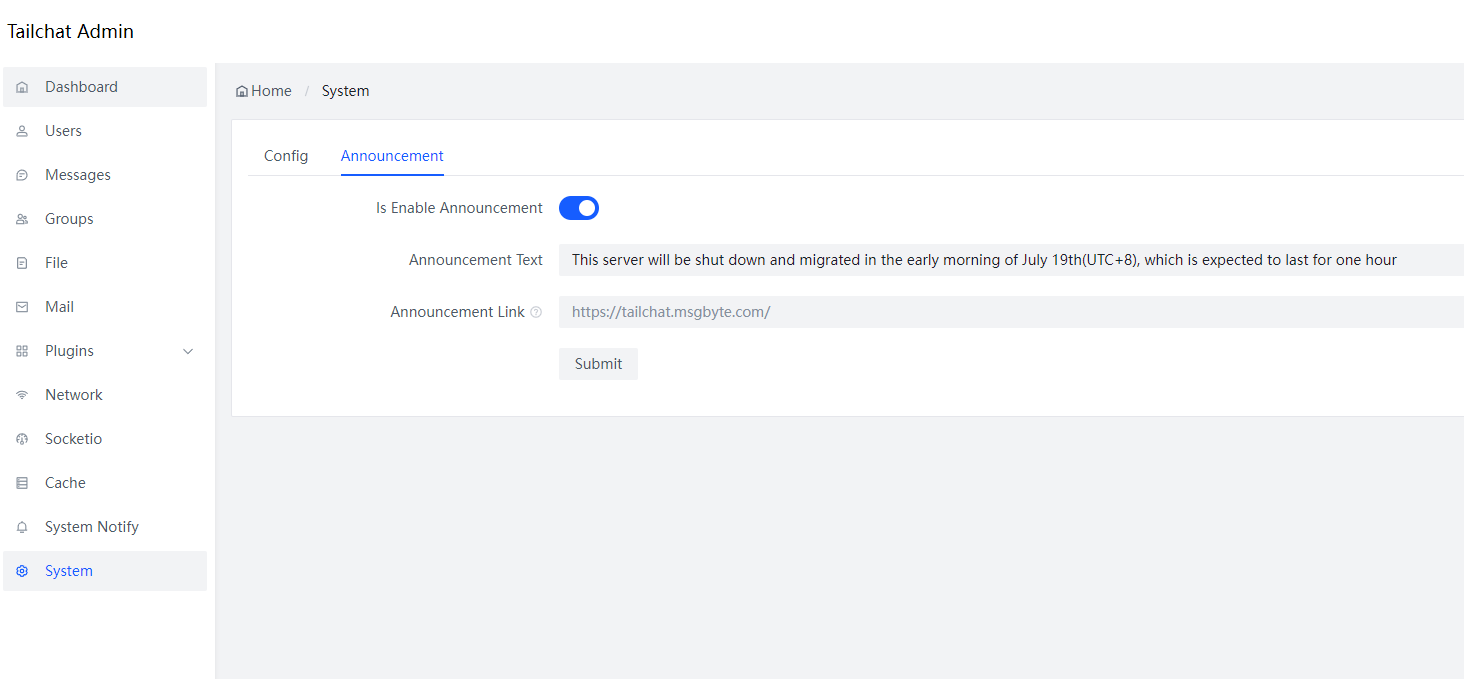 Tailchat Admin
Dashboard
Users
Messages
Groups
File
Mail
Plugins
Network
Socketio
Cache
System Notify
System
Home / System
Config Announcement
Is Enable Announcement
Announcement Text This server will be shut down and migrated in the early morning of July 19th(UTC+8), which is expected to last for one hour
Announcement Link https://tailchat.msgbyte.com/
Submit